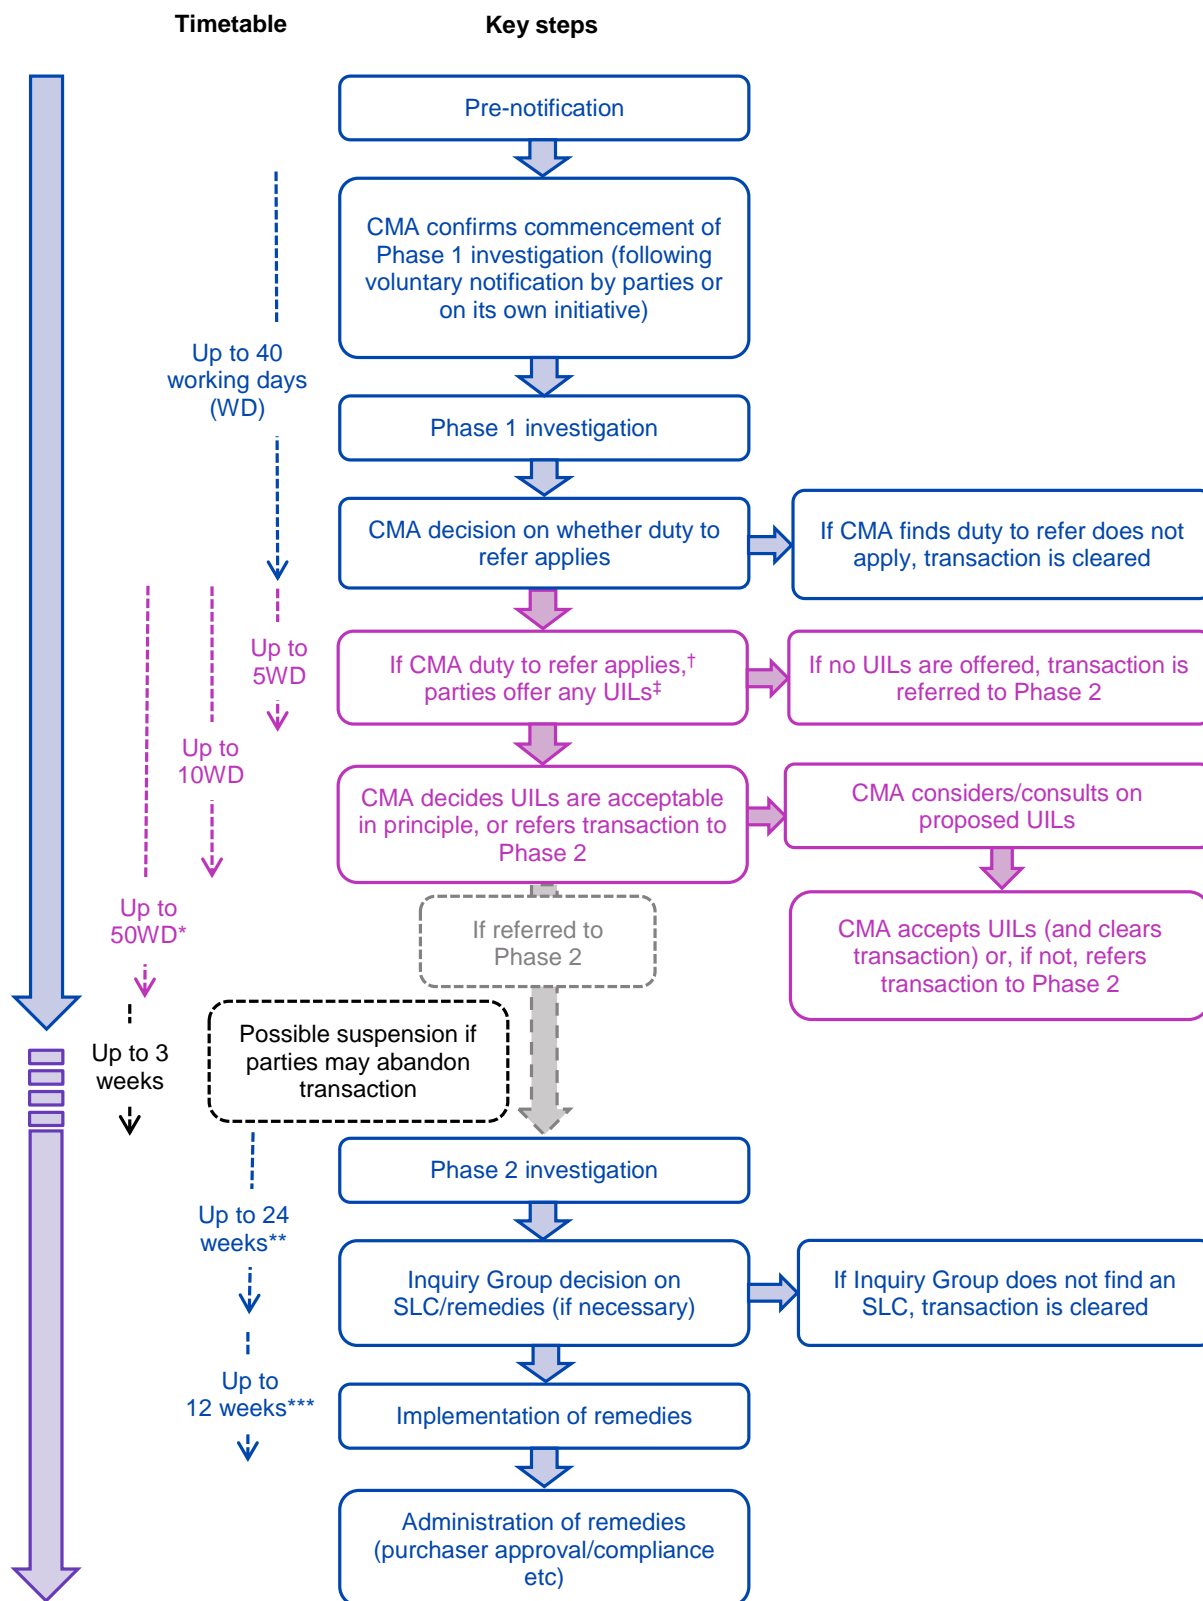 Timetable
Key steps
Pre-notification
CMA confirms commencement of
Phase 1 investigation (following
voluntary notification by parties or
on its own initiative)
Up to 40
working days
(WD)
Phase 1 investigation
CMA decision on whether duty to
refer applies
If CMA finds duty to refer does not
apply, transaction is cleared
Up to
5WD
If CMA duty to refer applies,†
parties offer any UILs‡
If no UILs are offered, transaction is
referred to Phase 2
Up to
10WD
CMA decides UILs are acceptable
in principle, or refers transaction to
Phase 2
CMA considers/consults on
proposed UILs
Up to
50WD*
If referred to
Phase 2
CMA accepts UILs (and clears
transaction) or, if not, refers
transaction to Phase 2
Up to 3
weeks
Possible suspension if
parties may abandon
transaction
Phase 2 investigation
Up to 24
weeks**
Inquiry Group decision on
SLC/remedies (if necessary)
If Inquiry Group does not find an
SLC, transaction is cleared
Up to
12 weeks***
Implementation of remedies
Administration of remedies
(purchaser approval/compliance
etc)